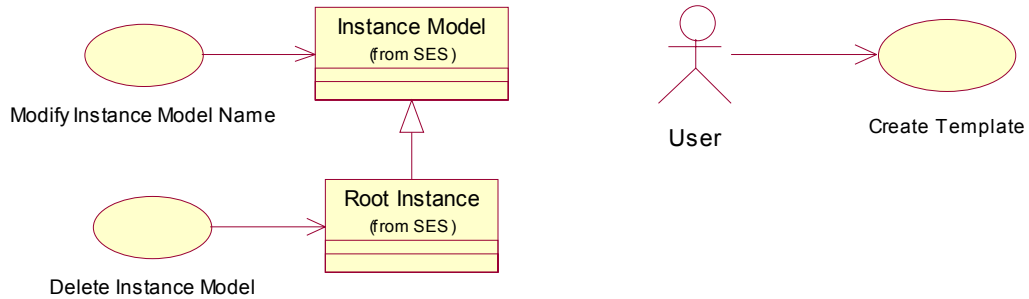 Instance Model
(from SES)
Modify Instance Model Name
User
Create Template
Root Instance
(from SES)
Delete Instance Model